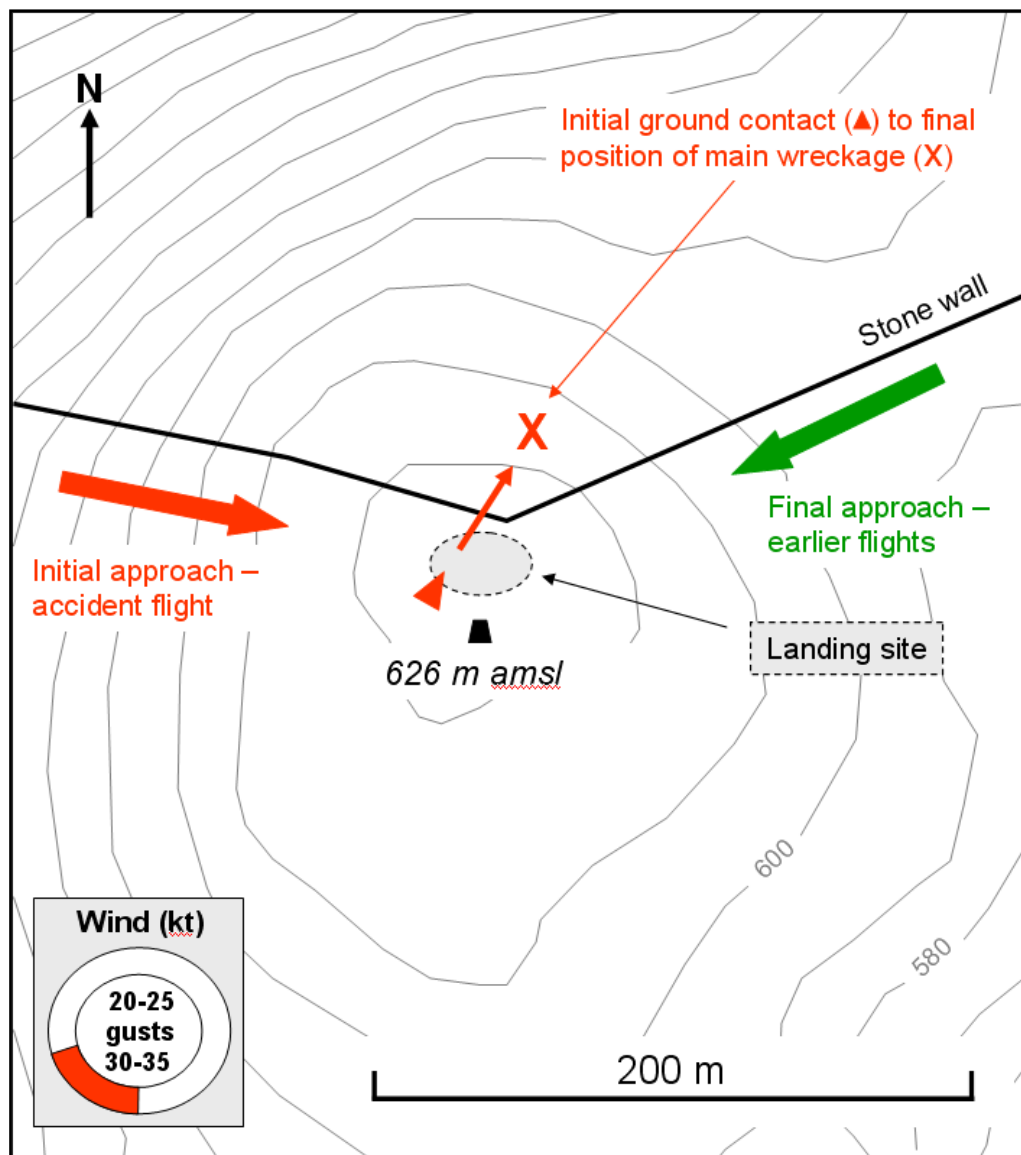 N
Initial ground contact (▲) to final
position of main wreckage (X)
Stone wall
X
Final approach –
earlier flights
Initial approach –
accident flight
Landing site
626 m amsl
600
580
Wind (kt)
20-25
gusts
30-35
200 m